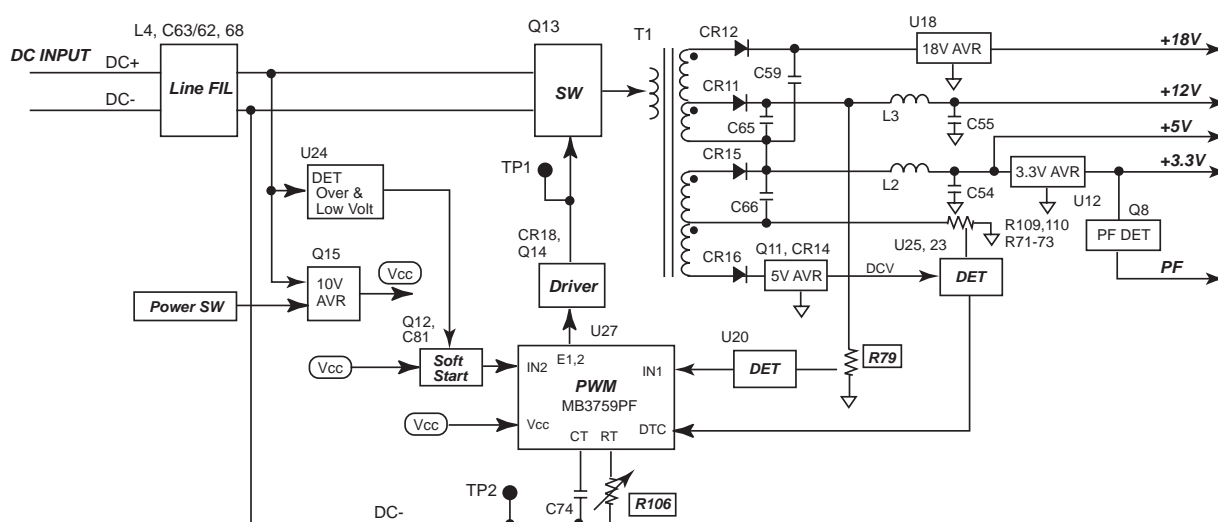 L4, C63/62, 68
Q13
T1
CR12
U18
DC INPUT
DC+
DC-
Line FIL
SW
18V AVR
+18V
C59
CR11
+12V
C65
L3
C55
+5V
U24
TP1
CR15
+3.3V
DET
Over &
Low Volt
L2
3.3V AVR
C66
C54
U12
Q8
R109,110
R71-73
PF DET
CR18,
Q14
U25, 23
Q15
Vcc
CR16
Q11, CR14
5V AVR
DCV
DET
PF
10V
AVR
Driver
Power SW
Q12,
C81
U27
U20
Vcc
Soft
Start
IN2
E1,2
IN1
DET
R79
PWM
MB3759PF
Vcc
Vcc
DTC
CT
RT
TP2
C74
R106
DC-